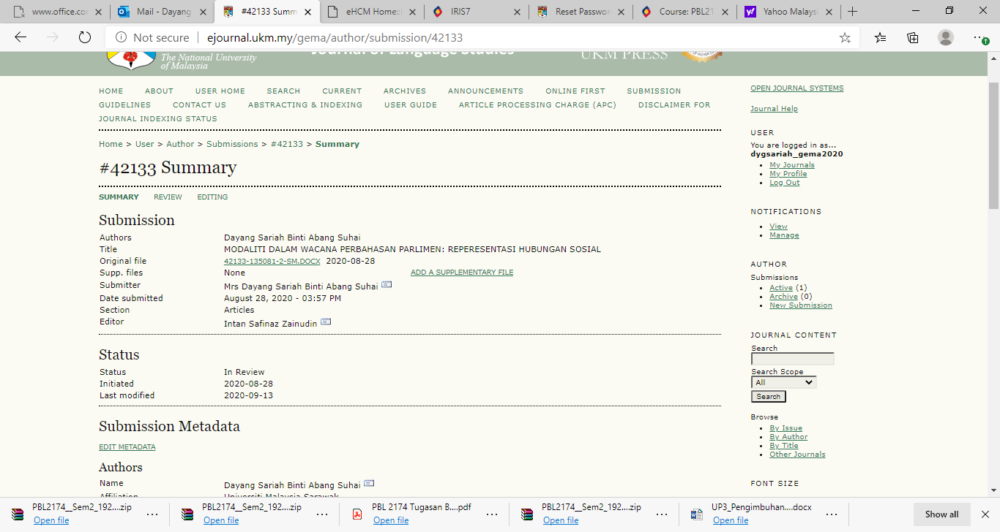 www.office.cor
Mail - Dayang
#42133 Summ
eHCM Home::
IRIS7
Reset Passwor
Course: PBL21
Yahoo Malays
Not secure
ejournal.ukm.my/gema/author/submission/42133
The National University
of Malaysia
Journal of Language Studies
UKM PRESS
HOME ABOUT USER HOME SEARCH CURRENT ARCHIVES ANNOUNCEMENTS ONLINE FIRST SUBMISSION
GUIDELINES CONTACT US ABSTRACTING & INDEXING USER GUIDE ARTICLE PROCESSING CHARGE (APC) DISCLAIMER FOR
JOURNAL INDEXING STATUS
Home > User > Author > Submissions > #42133 > Summary
#42133 Summary
SUMMARY REVIEW EDITING
Submission
Authors Dayang Sariah Binti Abang Suhai
Title MODALITI DALAM WACANA PERBAHASAN PARLIMEN: REPERESENTASI HUBUNGAN SOSIAL
Original file 42133-135081-2-SM.DOCX 2020-08-28
Supp. files None ADD A SUPPLEMENTARY FILE
Submitter Mrs Dayang Sariah Binti Abang Suhai
Date submitted August 28, 2020 - 03:57 PM
Section Articles
Editor Intan Safinaz Zainudin
Status
Status In Review
Initiated 2020-08-28
Last modified 2020-09-13
Submission Metadata
EDIT METADATA
Authors
Name Dayang Sariah Binti Abang Suhai
Affiliation Universiti Malaysia Sarawak
OPEN JOURNAL SYSTEMS
Journal Help
USER
You are logged in as...
dygsariah_gema2020
My Journals
My Profile
Log Out
NOTIFICATIONS
View
Manage
AUTHOR
Submissions
Active (1)
Archive (0)
New Submission
JOURNAL CONTENT
Search
Search Scope
All
Search
Browse
By Issue
By Author
By Title
Other Journals
FONT SIZE
PBL2174__Sem2_192....zip
Open file
PBL2174__Sem2_192....zip
Open file
PBL 2174 Tugasan B....pdf
Open file
PBL2174__Sem2_192....zip
Open file
UP3_Pengimbuhan....docx
Open file
Show all